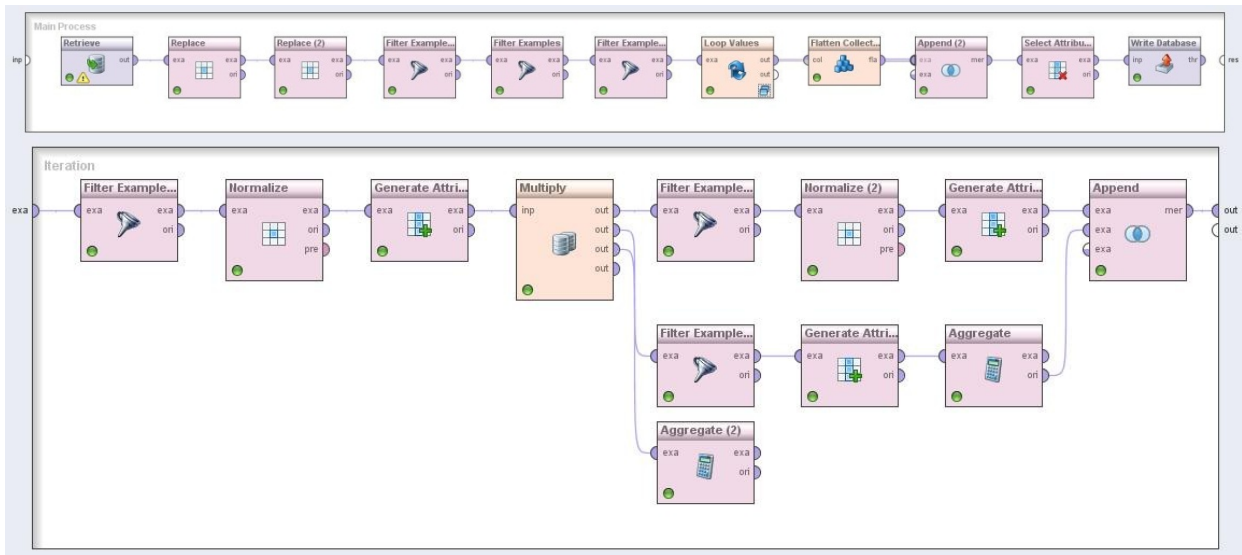 Main Process
Retrieve Replace Replace (2) Filter Example... Filter Examples Filter Example... Loop Values Flatten Collect... Append (2) Select Attribu... Write Database
inp out exa exa exa exa exa exa exa exa exa exa exa out col fla exa mer exa exa inp thr res
ori ori ori ori ori out exa ori
Iteration
Filter Example... Normalize Generate Attri... Multiply Filter Example... Normalize (2) Generate Attri... Append
exa exa exa exa exa exa exa inp out exa exa exa exa exa exa exa mer out
ori ori ori out ori ori ori exa out
pre out pre exa
out
Filter Example... Generate Attri... Aggregate
exa exa exa exa exa exa
ori ori ori
Aggregate (2)
exa exa
ori